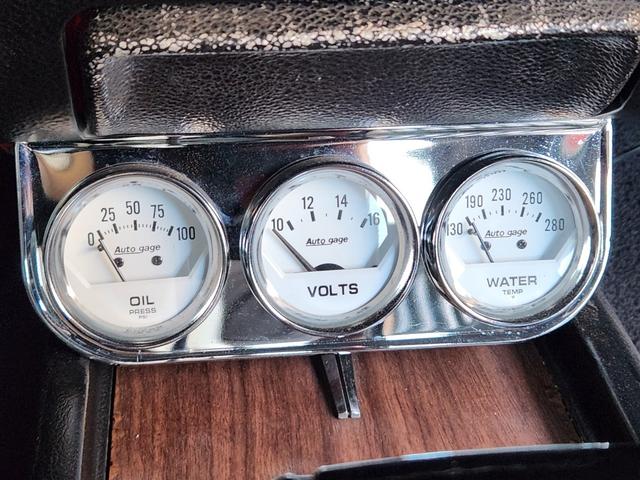 0 25 50 75 100
Auto gage
OIL
PRESS
PSI
10 12 14 16
Auto gage
VOLTS
130 190 230 260 280
Auto gage
WATER
TEMP